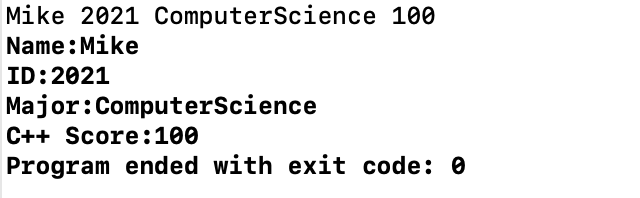 Mike 2021 ComputerScience 100
Name:Mike
ID:2021
Major:ComputerScience
C++ Score:100
Program ended with exit code: 0